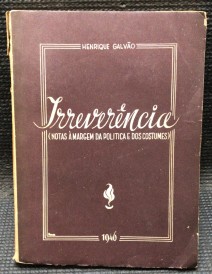 HENRIQUE GALVÃO
Irreverência
(NOTAS À MARGEM DA POLÍTICA E DOS COSTUMES)
1946